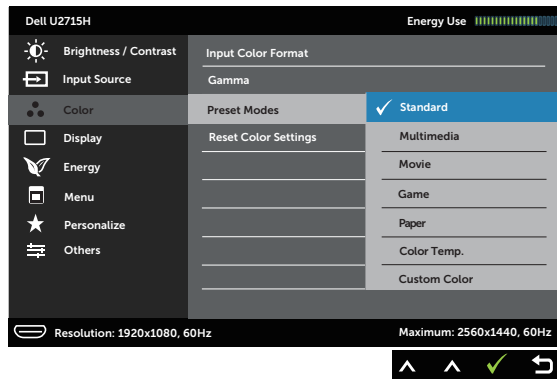 Dell U2715H
Energy Use
Brightness / Contrast
Input Source
Color
Display
Energy
Menu
Personalize
Others
Input Color Format
Gamma
Preset Modes
Reset Color Settings
Standard
Multimedia
Movie
Game
Paper
Color Temp.
Custom Color
Resolution: 1920x1080, 60Hz
Maximum: 2560x1440, 60Hz